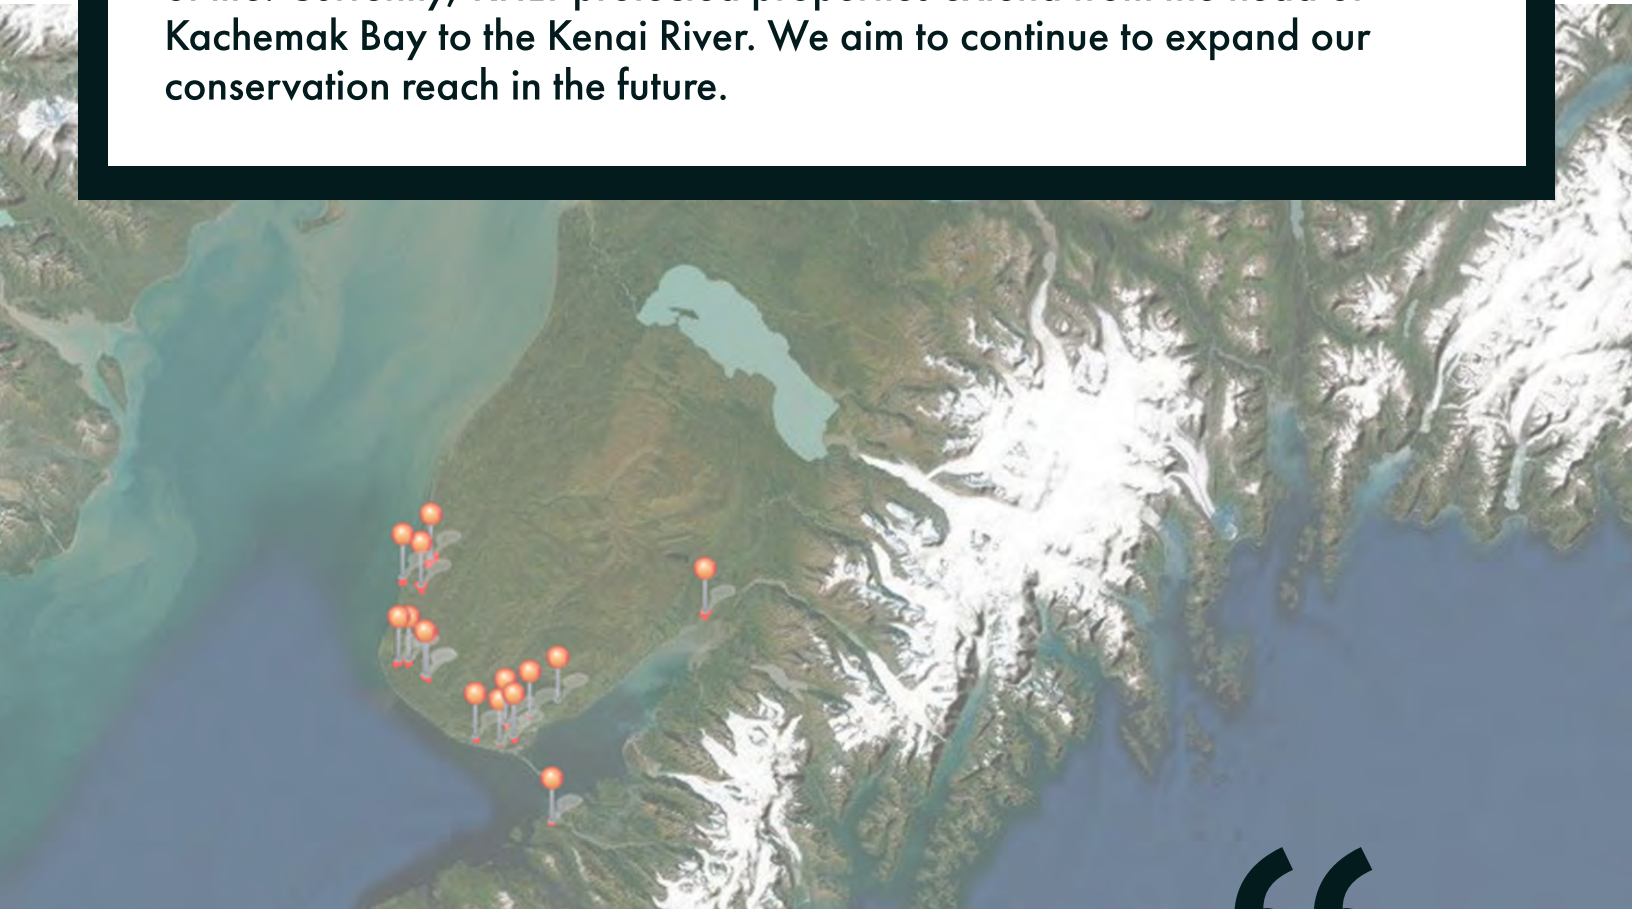 Kachemak Bay to the Kenai River. We aim to continue to expand our
conservation reach in the future.
“